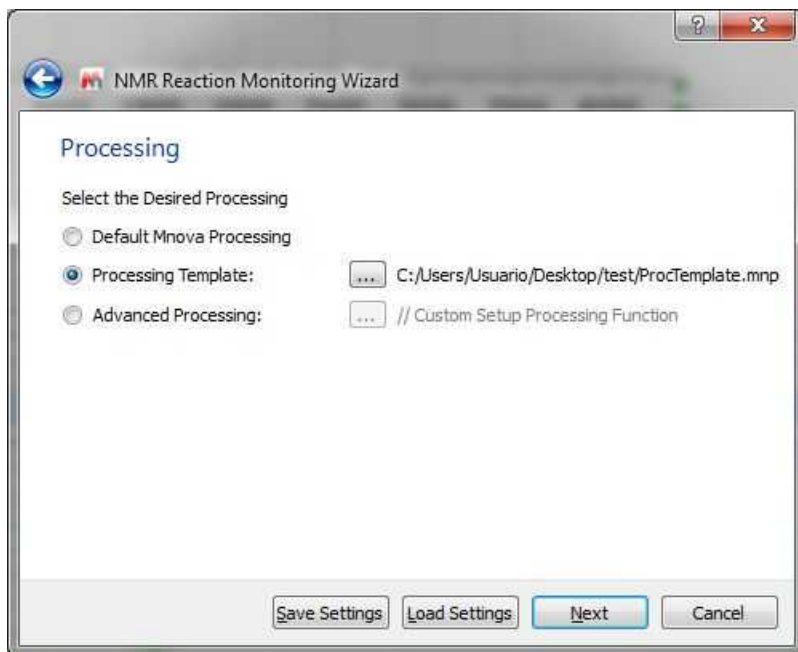 NMR Reaction Monitoring Wizard
Processing
Select the Desired Processing
Default Mnova Processing
Processing Template: ... C:/Users/Usuario/Desktop/test/ProcTemplate.mnp
Advanced Processing: ... // Custom Setup Processing Function
Save Settings Load Settings Next Cancel